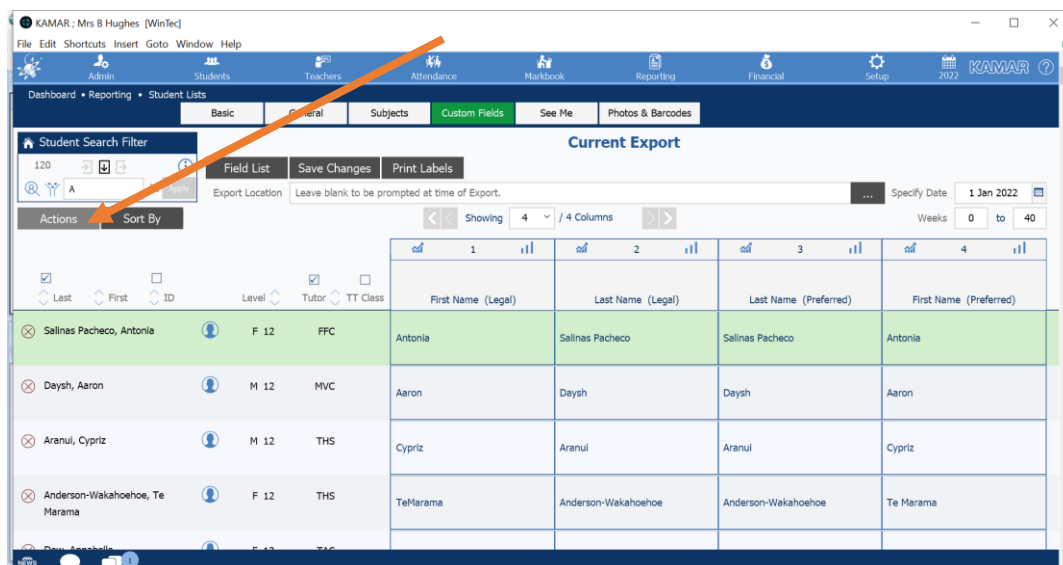 KAMAR ; Mrs B Hughes [WinTec]
File Edit Shortcuts Insert Goto Window Help
Admin Students Teachers Attendance Markbook Reporting Financial Setup 2022 KAMAR ?
Dashboard • Reporting • Student Lists
Basic General Subjects Custom Fields See Me Photos & Barcodes
Student Search Filter Current Export
120
Field List Save Changes Print Labels
A Apply Export Location Leave blank to be prompted at time of Export. ... Specify Date 1 Jan 2022
Actions Sort By Showing 4 / 4 Columns Weeks 0 to 40
1 2 3 4
Last First ID Level Tutor TT Class First Name (Legal) Last Name (Legal) Last Name (Preferred) First Name (Preferred)
Salinas Pacheco, Antonia F 12 FFC Antonia Salinas Pacheco Salinas Pacheco Antonia
Daysh, Aaron M 12 MVC Aaron Daysh Daysh Aaron
Aranui, Cypriz M 12 THS Cypriz Aranui Aranui Cypriz
Anderson-Wakahoehoe, Te F 12 THS TeMarama Anderson-Wakahoehoe Anderson-Wakahoehoe Te Marama
Marama
NEWS 1